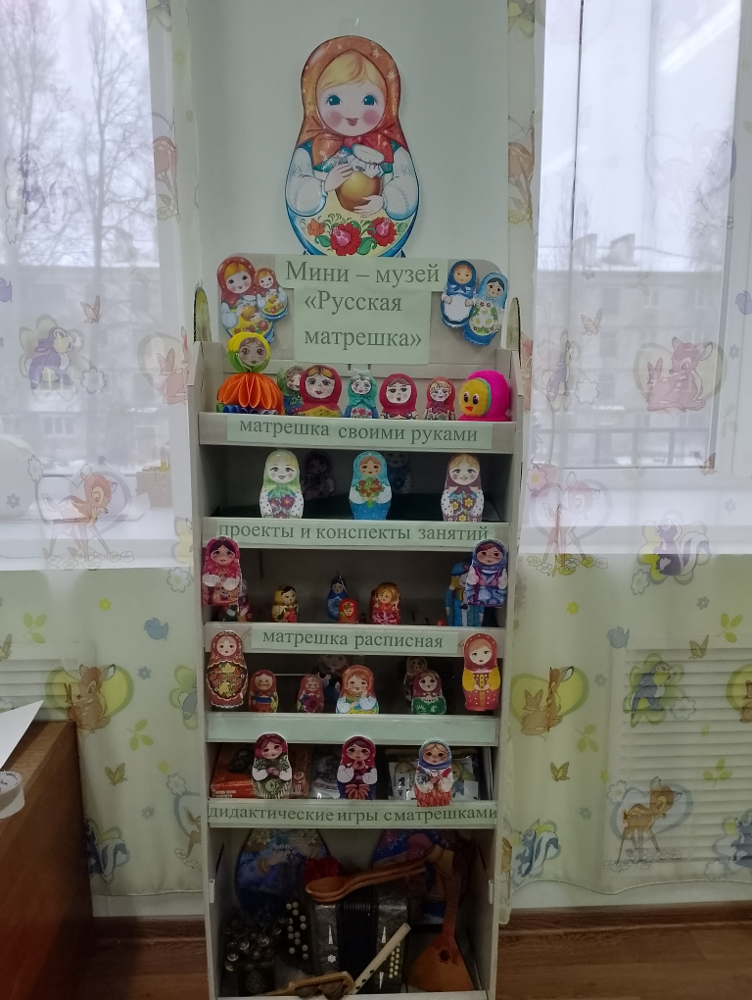 Мини – музей
«Русская
матрешка»
матрешка своими руками
проекты и конспекты занятий
матрешка расписная
дидактические игры с матрешками